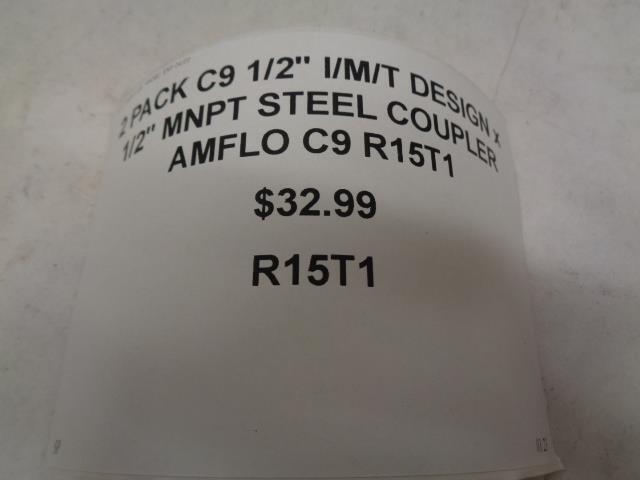 2 PACK C9 1/2" I/M/T DESIGN x
1/2" MNPT STEEL COUPLER
AMFLO C9 R15T1
$32.99
R15T1